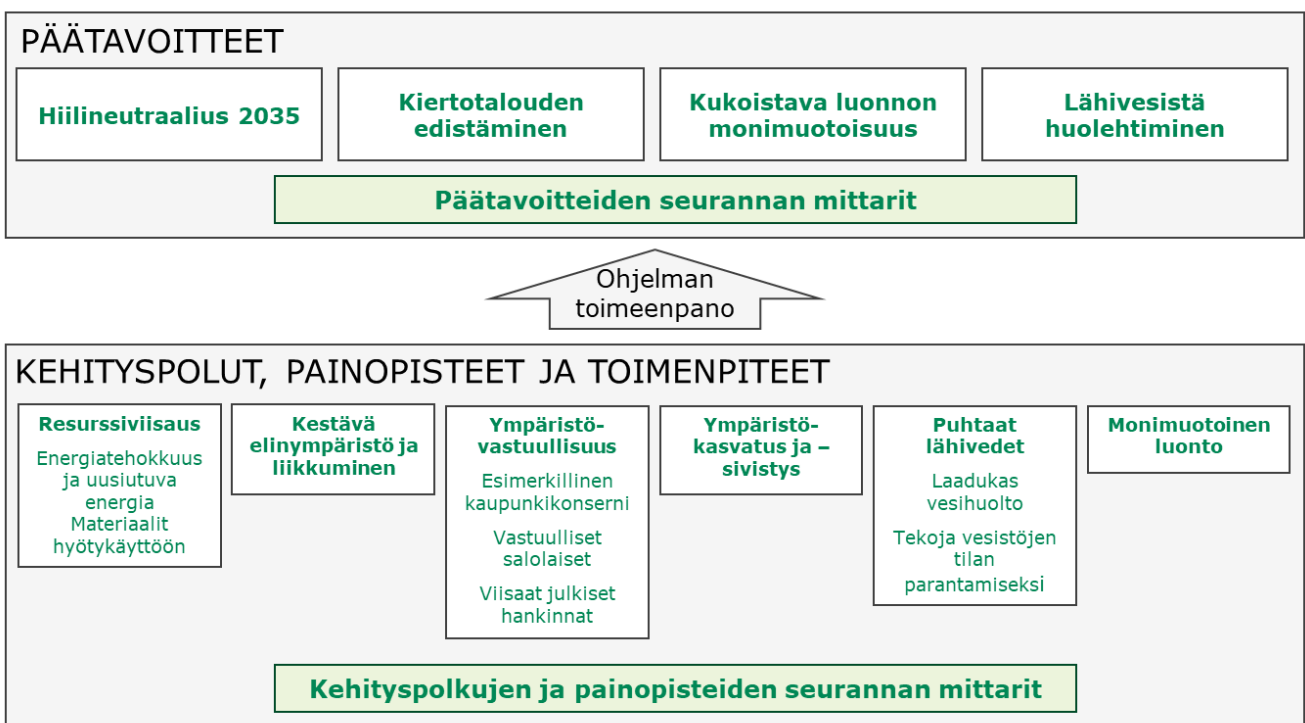 PÄÄTAVOITTEET
Hiilineutraalius 2035
Kiertotalouden
edistäminen
Kukoistava luonnon
monimuotoisuus
Lähivesistä
huolehtiminen
Päätavoitteiden seurannan mittarit
Ohjelman
toimeenpano
KEHITYSPOLUT, PAINOPISTEET JA TOIMENPITEET
Resurssiviisaus
Energiatehokkuus
ja uusiutuva
energia
Materiaalit
hyötykäyttöön
Kestävä
elinympäristö ja
liikkuminen
Ympäristö-
vastuullisuus
Esimerkillinen
kaupunkikonserni
Vastuulliset
salolaiset
Viisaat julkiset
hankinnat
Ympäristö-
kasvatus ja –
sivistys
Puhtaat
lähivedet
Laadukas
vesihuolto
Tekoja vesistöjen
tilan
parantamiseksi
Monimuotoinen
luonto
Kehityspolkujen ja painopisteiden seurannan mittarit